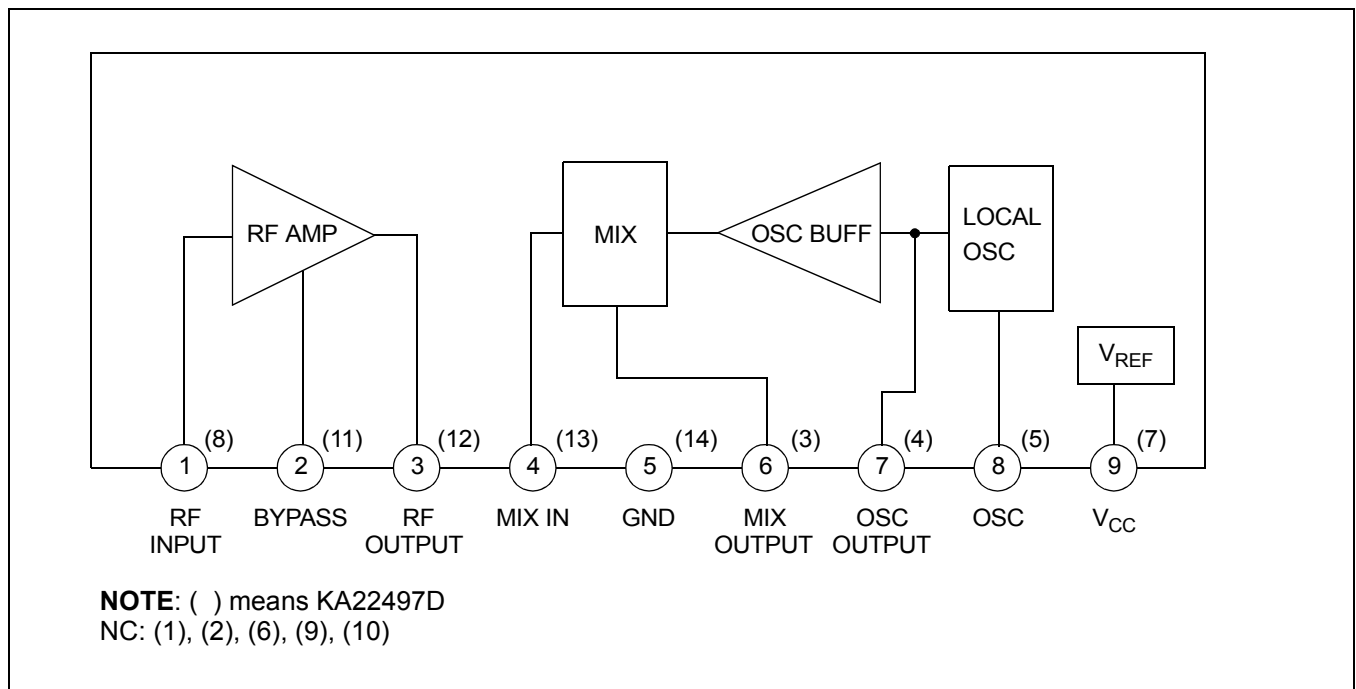 RF AMP
MIX
OSC BUFF
LOCAL
OSC
VREF
(8)
(11)
(12)
(13)
(14)
(3)
(4)
(5)
(7)
1
2
3
4
5
6
7
8
9
RF
INPUT
BYPASS
RF
OUTPUT
MIX IN
GND
MIX
OUTPUT
OSC
OUTPUT
OSC
VCC
NOTE: ( ) means KA22497D
NC: (1), (2), (6), (9), (10)